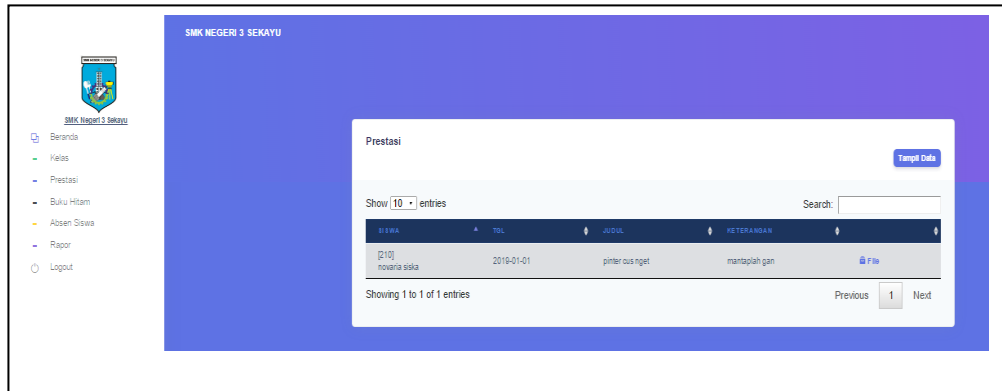 SMK NEGERI 3 SEKAYU
SMK Negeri 3 Sekayu
Beranda
Kelas
Prestasi
Buku Hitam
Absen Siswa
Rapor
Logout
Prestasi
Tampil Data
Show 10 entries
Search:
SISWA TGL JUDUL KETERANGAN
[210]
novaria siska 2019-01-01 pinter cus nget mantaplah gan File
Showing 1 to 1 of 1 entries
Previous 1 Next